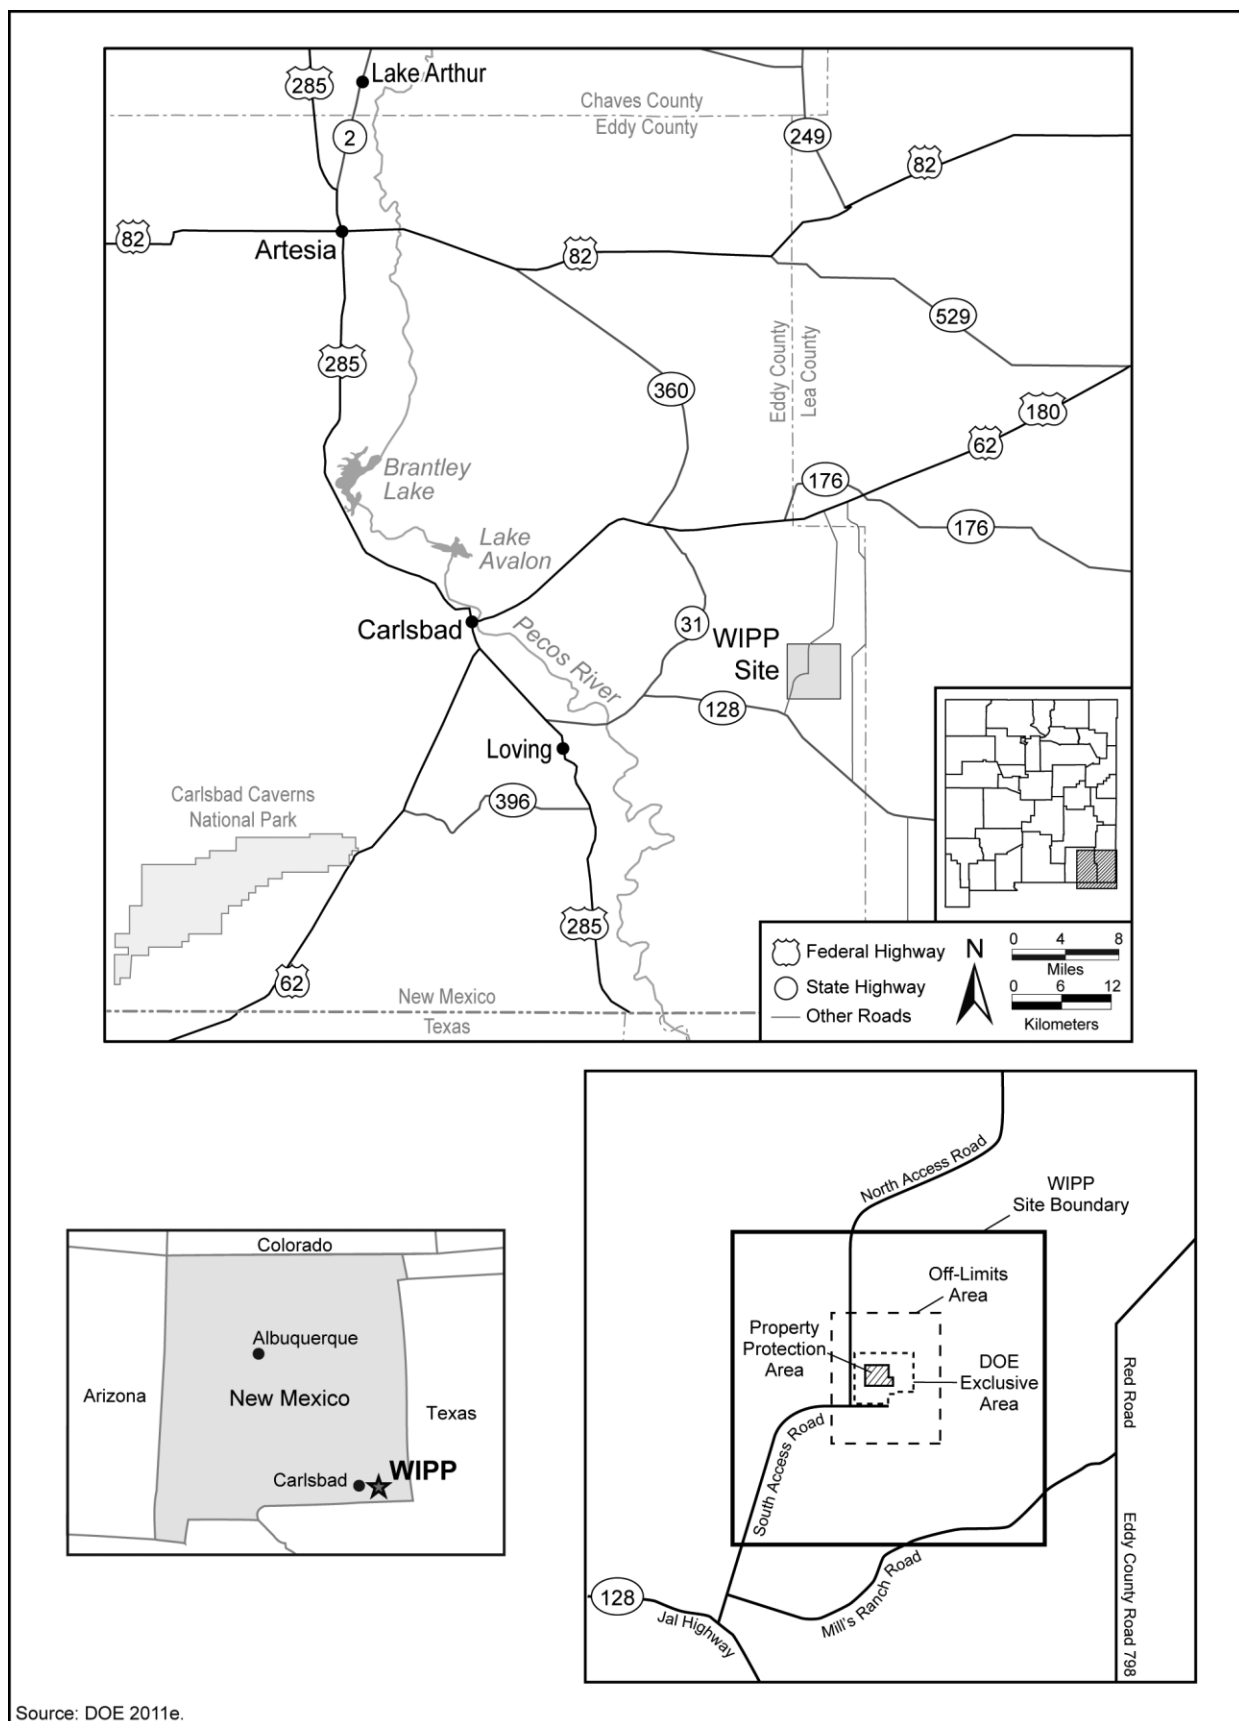 285
Lake Arthur
Chaves County
Eddy County
2
249
82
82
Artesia
82
529
285
360
Eddy County
Lea County
180
62
Brantley
Lake
176
176
Lake
Avalon
Carlsbad
Pecos River
31
WIPP
Site
128
Loving
396
Carlsbad Caverns
National Park
285
62
New Mexico
Texas
Federal Highway
State Highway
Other Roads
N
0 4 8
Miles
0 6 12
Kilometers
Colorado
Albuquerque
Arizona
New Mexico
Texas
Carlsbad
WIPP
North Access Road
WIPP
Site Boundary
Off-Limits
Area
Property
Protection
Area
DOE
Exclusive
Area
South Access Road
Red Road
Eddy County Road 798
Mill's Ranch Road
128
Jal Highway
Source: DOE 2011e.